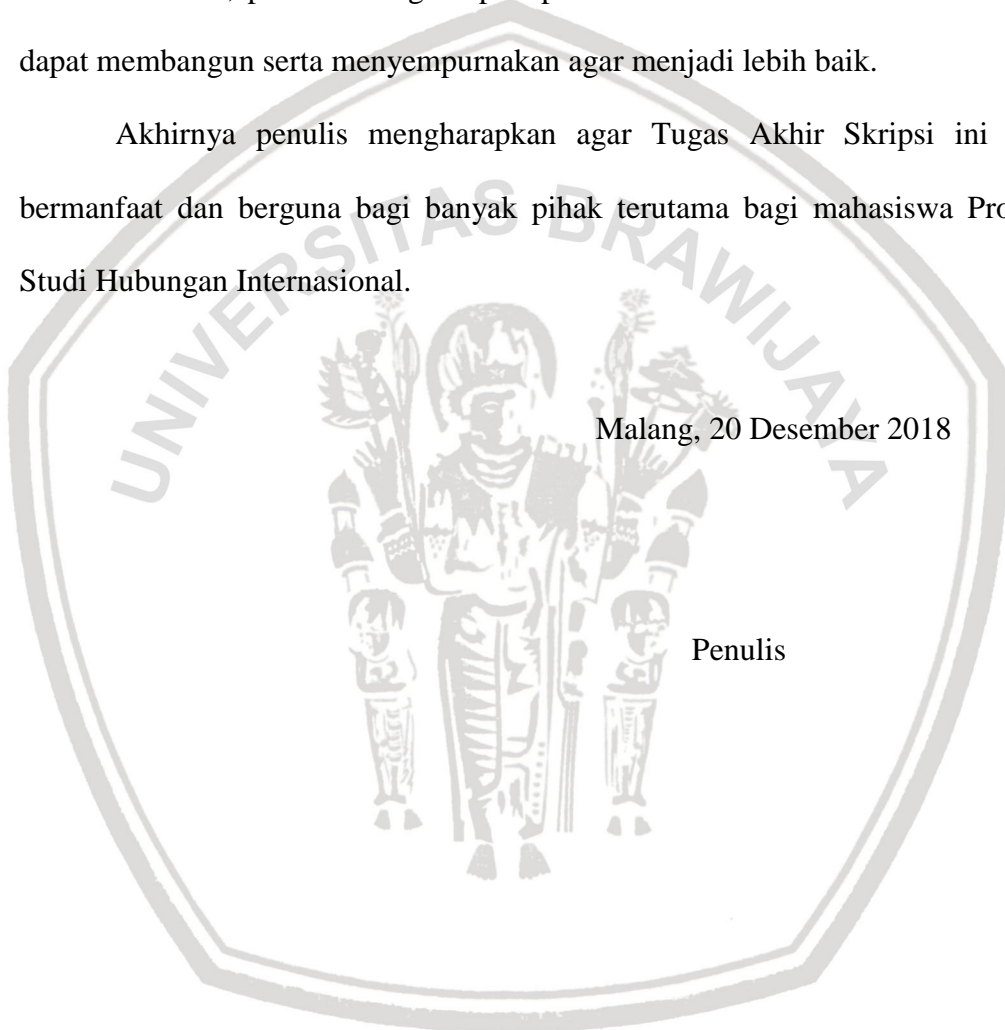 dapat membangun serta menyempurnakan agar menjadi lebih baik.
Akhirnya penulis mengharapkan agar Tugas Akhir Skripsi ini
bermanfaat dan berguna bagi banyak pihak terutama bagi mahasiswa Pro
Studi Hubungan Internasional.
UNIVERSITAS BRAWIJAYA
Malang, 20 Desember 2018
Penulis